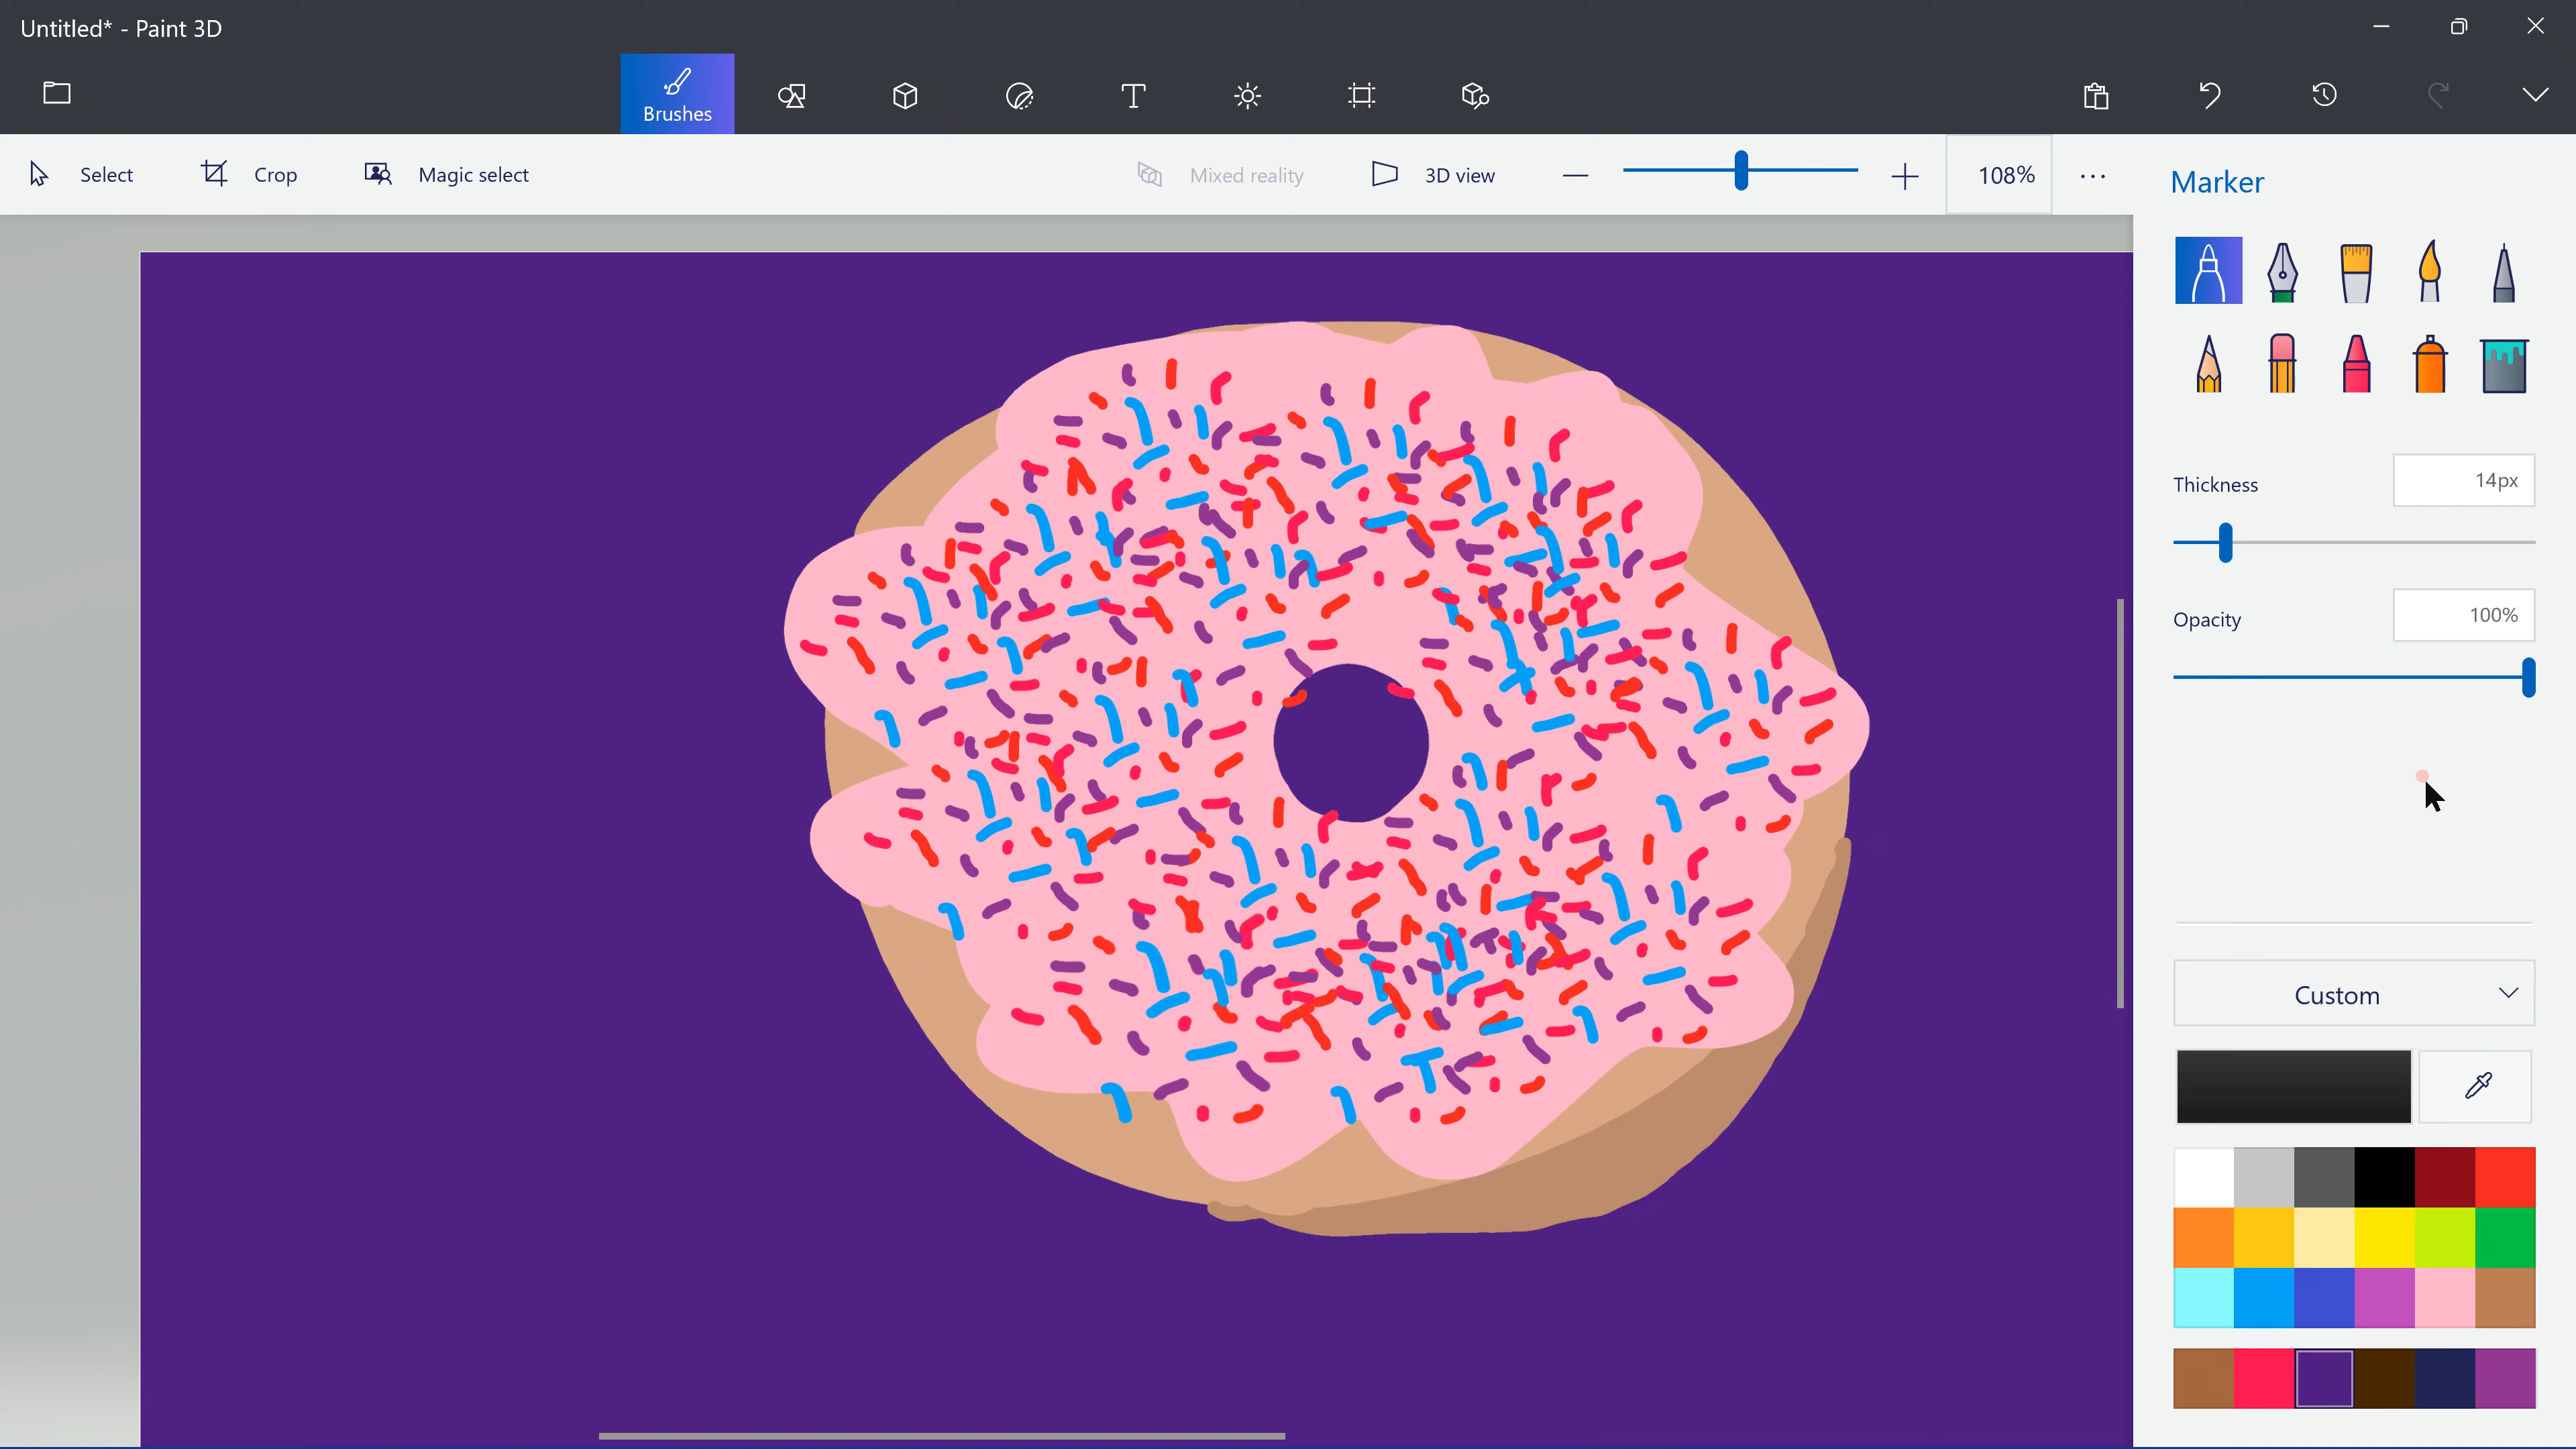 Untitled* - Paint 3D
Brushes
Select
Crop
Magic select
Mixed reality
3D view
108%
Marker
Thickness
14px
Opacity
100%
Custom